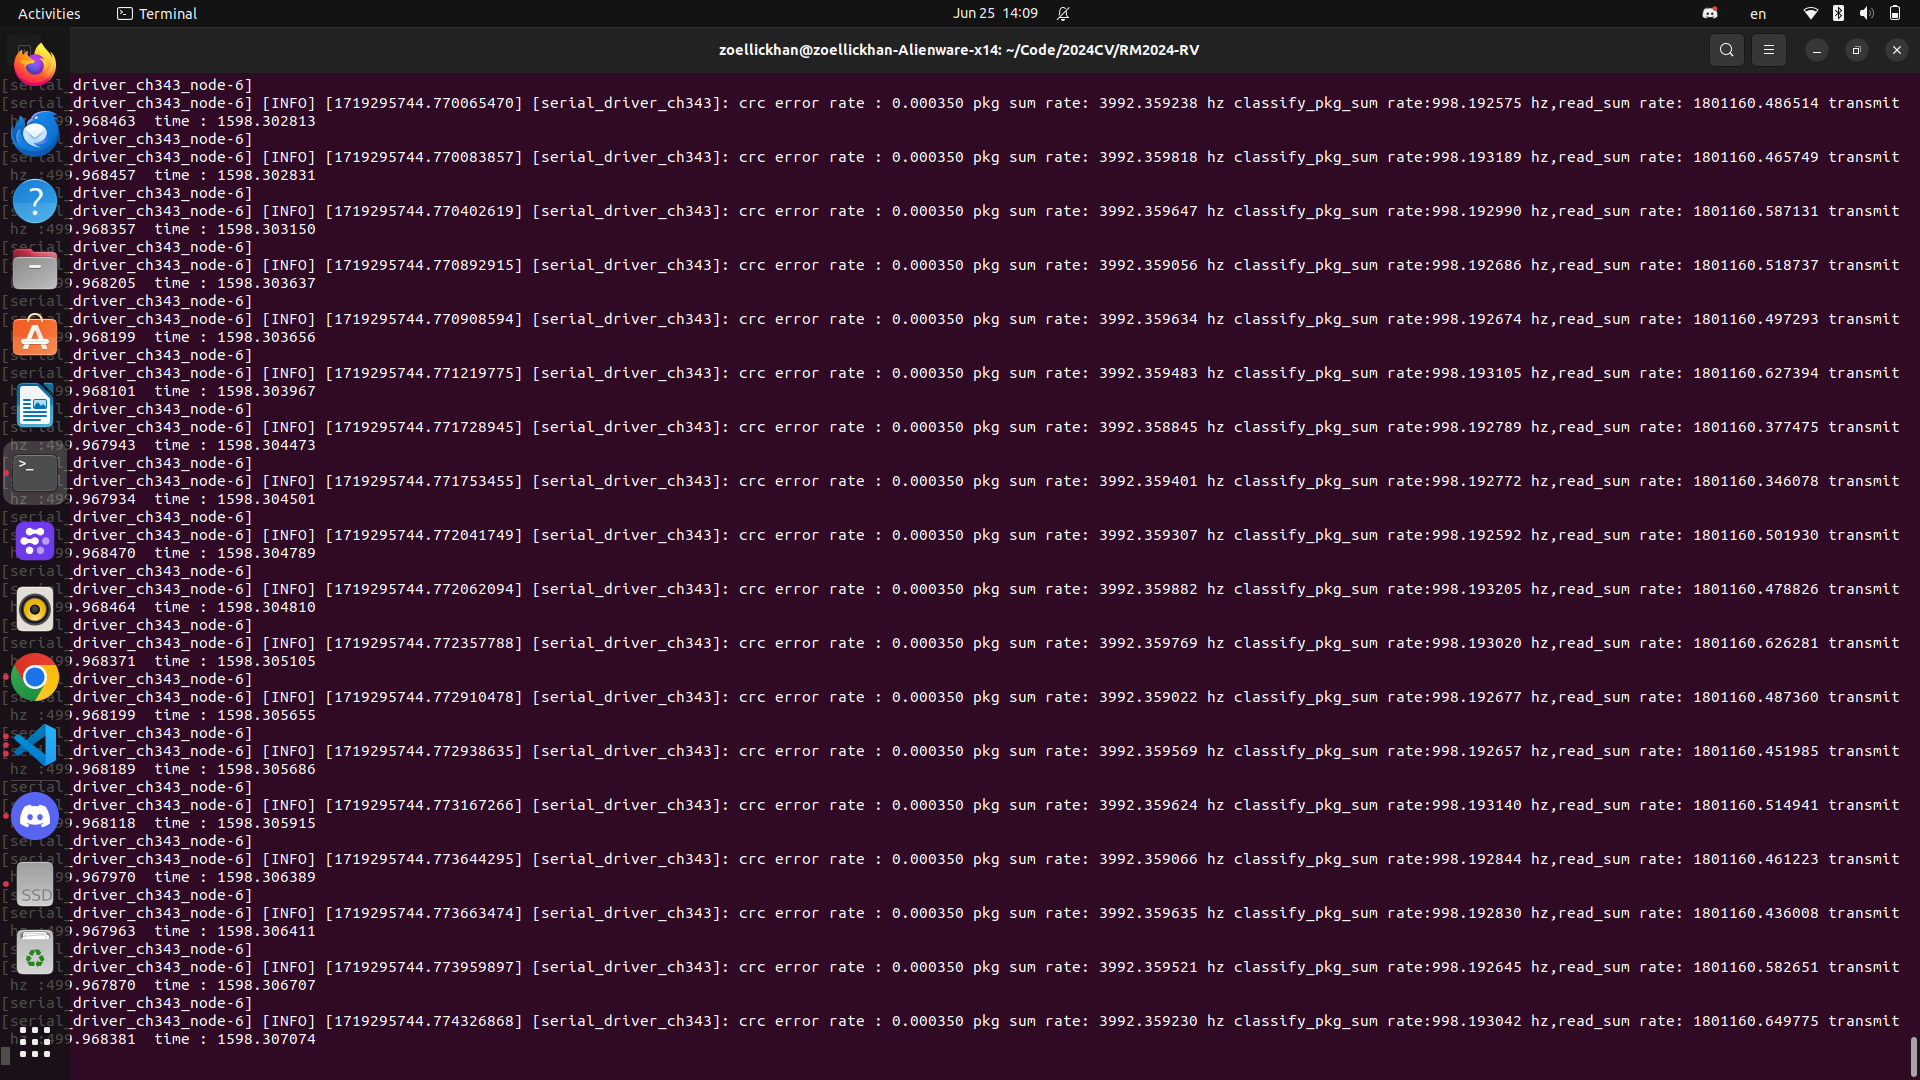 Activities
Terminal
Jun 25 14:09
en
zoellickhan@zoellickhan-Alienware-x14: ~/Code/2024CV/RM2024-RV
[serial_driver_ch343_node-6]
[serial_driver_ch343_node-6] [INFO] [1719295744.770065470] [serial_driver_ch343]: crc error rate : 0.000350 pkg sum rate: 3992.359238 hz classify_pkg_sum rate:998.192575 hz,read_sum rate: 1801160.486514 transmit
hz :499.968463  time : 1598.302813
[serial_driver_ch343_node-6]
[serial_driver_ch343_node-6] [INFO] [1719295744.770083857] [serial_driver_ch343]: crc error rate : 0.000350 pkg sum rate: 3992.359818 hz classify_pkg_sum rate:998.193189 hz,read_sum rate: 1801160.465749 transmit
hz :499.968457  time : 1598.302831
[serial_driver_ch343_node-6]
[serial_driver_ch343_node-6] [INFO] [1719295744.770402619] [serial_driver_ch343]: crc error rate : 0.000350 pkg sum rate: 3992.359647 hz classify_pkg_sum rate:998.192990 hz,read_sum rate: 1801160.587131 transmit
hz :499.968357  time : 1598.303150
[serial_driver_ch343_node-6]
[serial_driver_ch343_node-6] [INFO] [1719295744.770892915] [serial_driver_ch343]: crc error rate : 0.000350 pkg sum rate: 3992.359056 hz classify_pkg_sum rate:998.192686 hz,read_sum rate: 1801160.518737 transmit
hz :499.968205  time : 1598.303637
[serial_driver_ch343_node-6]
[serial_driver_ch343_node-6] [INFO] [1719295744.770908594] [serial_driver_ch343]: crc error rate : 0.000350 pkg sum rate: 3992.359634 hz classify_pkg_sum rate:998.192674 hz,read_sum rate: 1801160.497293 transmit
hz :499.968199  time : 1598.303656
[serial_driver_ch343_node-6]
[serial_driver_ch343_node-6] [INFO] [1719295744.771219775] [serial_driver_ch343]: crc error rate : 0.000350 pkg sum rate: 3992.359483 hz classify_pkg_sum rate:998.193105 hz,read_sum rate: 1801160.627394 transmit
hz :499.968101  time : 1598.303967
[serial_driver_ch343_node-6]
[serial_driver_ch343_node-6] [INFO] [1719295744.771728945] [serial_driver_ch343]: crc error rate : 0.000350 pkg sum rate: 3992.358845 hz classify_pkg_sum rate:998.192789 hz,read_sum rate: 1801160.377475 transmit
hz :499.967943  time : 1598.304473
[serial_driver_ch343_node-6]
[serial_driver_ch343_node-6] [INFO] [1719295744.771753455] [serial_driver_ch343]: crc error rate : 0.000350 pkg sum rate: 3992.359401 hz classify_pkg_sum rate:998.192772 hz,read_sum rate: 1801160.346078 transmit
hz :499.967934  time : 1598.304501
[serial_driver_ch343_node-6]
[serial_driver_ch343_node-6] [INFO] [1719295744.772041749] [serial_driver_ch343]: crc error rate : 0.000350 pkg sum rate: 3992.359307 hz classify_pkg_sum rate:998.192592 hz,read_sum rate: 1801160.501930 transmit
hz :499.968470  time : 1598.304789
[serial_driver_ch343_node-6]
[serial_driver_ch343_node-6] [INFO] [1719295744.772062094] [serial_driver_ch343]: crc error rate : 0.000350 pkg sum rate: 3992.359882 hz classify_pkg_sum rate:998.193205 hz,read_sum rate: 1801160.478826 transmit
hz :499.968464  time : 1598.304810
[serial_driver_ch343_node-6]
[serial_driver_ch343_node-6] [INFO] [1719295744.772357788] [serial_driver_ch343]: crc error rate : 0.000350 pkg sum rate: 3992.359769 hz classify_pkg_sum rate:998.193020 hz,read_sum rate: 1801160.626281 transmit
hz :499.968371  time : 1598.305105
[serial_driver_ch343_node-6]
[serial_driver_ch343_node-6] [INFO] [1719295744.772910478] [serial_driver_ch343]: crc error rate : 0.000350 pkg sum rate: 3992.359022 hz classify_pkg_sum rate:998.192677 hz,read_sum rate: 1801160.487360 transmit
hz :499.968199  time : 1598.305655
[serial_driver_ch343_node-6]
[serial_driver_ch343_node-6] [INFO] [1719295744.772938635] [serial_driver_ch343]: crc error rate : 0.000350 pkg sum rate: 3992.359569 hz classify_pkg_sum rate:998.192657 hz,read_sum rate: 1801160.451985 transmit
hz :499.968189  time : 1598.305686
[serial_driver_ch343_node-6]
[serial_driver_ch343_node-6] [INFO] [1719295744.773167266] [serial_driver_ch343]: crc error rate : 0.000350 pkg sum rate: 3992.359624 hz classify_pkg_sum rate:998.193140 hz,read_sum rate: 1801160.514941 transmit
hz :499.968118  time : 1598.305915
[serial_driver_ch343_node-6]
[serial_driver_ch343_node-6] [INFO] [1719295744.773644295] [serial_driver_ch343]: crc error rate : 0.000350 pkg sum rate: 3992.359066 hz classify_pkg_sum rate:998.192844 hz,read_sum rate: 1801160.461223 transmit
hz :499.967970  time : 1598.306389
[serial_driver_ch343_node-6]
[serial_driver_ch343_node-6] [INFO] [1719295744.773663474] [serial_driver_ch343]: crc error rate : 0.000350 pkg sum rate: 3992.359635 hz classify_pkg_sum rate:998.192830 hz,read_sum rate: 1801160.436008 transmit
hz :499.967963  time : 1598.306411
[serial_driver_ch343_node-6]
[serial_driver_ch343_node-6] [INFO] [1719295744.773959897] [serial_driver_ch343]: crc error rate : 0.000350 pkg sum rate: 3992.359521 hz classify_pkg_sum rate:998.192645 hz,read_sum rate: 1801160.582651 transmit
hz :499.967870  time : 1598.306707
[serial_driver_ch343_node-6]
[serial_driver_ch343_node-6] [INFO] [1719295744.774326868] [serial_driver_ch343]: crc error rate : 0.000350 pkg sum rate: 3992.359230 hz classify_pkg_sum rate:998.193042 hz,read_sum rate: 1801160.649775 transmit
hz :499.968381  time : 1598.307074
SSD